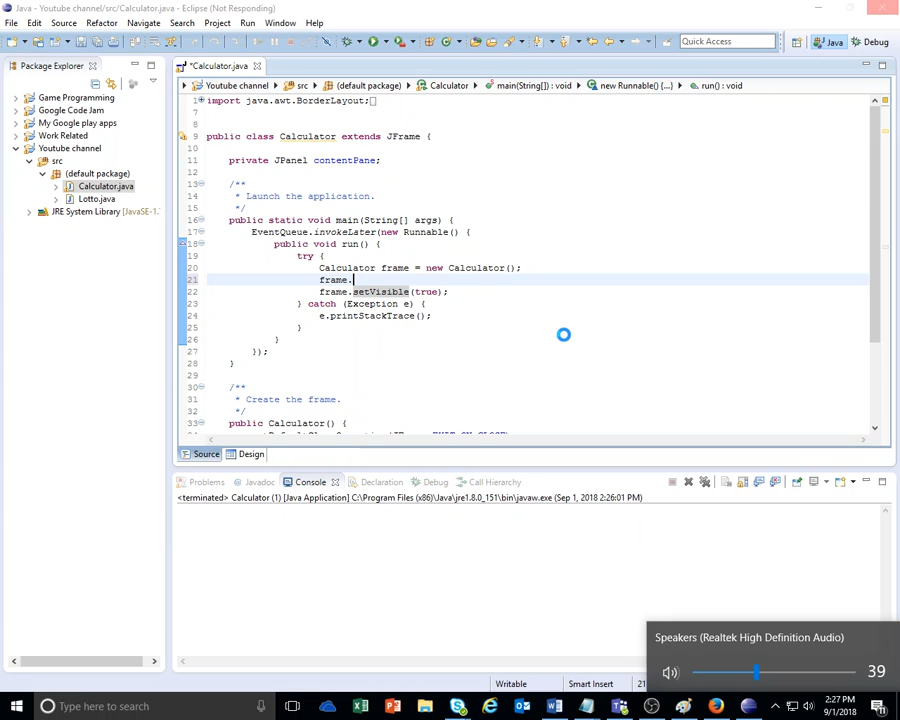 Java - Youtube channel/src/Calculator.java - Eclipse (Not Responding)
File Edit Source Refactor Navigate Search Project Run Window Help
Quick Access
Java
Debug
Package Explorer
*Calculator.java
Youtube channel
src
(default package)
Calculator
main(String[]) : void
new Runnable() {...}
run() : void
Game Programming
Google Code Jam
My Google play apps
Work Related
Youtube channel
src
(default package)
Calculator.java
Lotto.java
JRE System Library [JavaSE-1.
1 import java.awt.BorderLayout;
7
8
9 public class Calculator extends JFrame {
10
11 private JPanel contentPane;
12
13 /**
14 * Launch the application.
15 */
16 public static void main(String[] args) {
17 EventQueue.invokeLater(new Runnable() {
18 public void run() {
19 try {
20 Calculator frame = new Calculator();
21 frame.
22 frame.setVisible(true);
23 } catch (Exception e) {
24 e.printStackTrace();
25 }
26 }
27 });
28 }
29
30 /**
31 * Create the frame.
32 */
33 public Calculator() {
Source
Design
Problems
Javadoc
Console
Declaration
Debug
Call Hierarchy
<terminated> Calculator (1) [Java Application] C:\Program Files (x86)\Java\jre1.8.0_151\bin\javaw.exe (Sep 1, 2018 2:26:01 PM)
Speakers (Realtek High Definition Audio)
39
Writable
Smart Insert
21
Type here to search
2:27 PM
9/1/2018
11